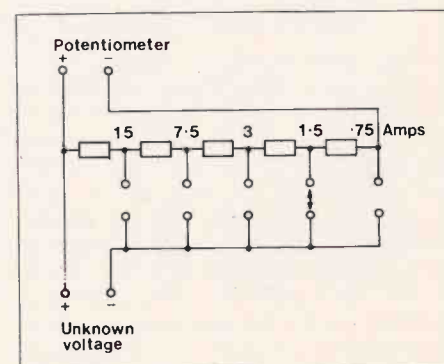 Potentiometer
+ −
15 7·5 3 1·5 ·75 Amps
+ −
Unknown
voltage